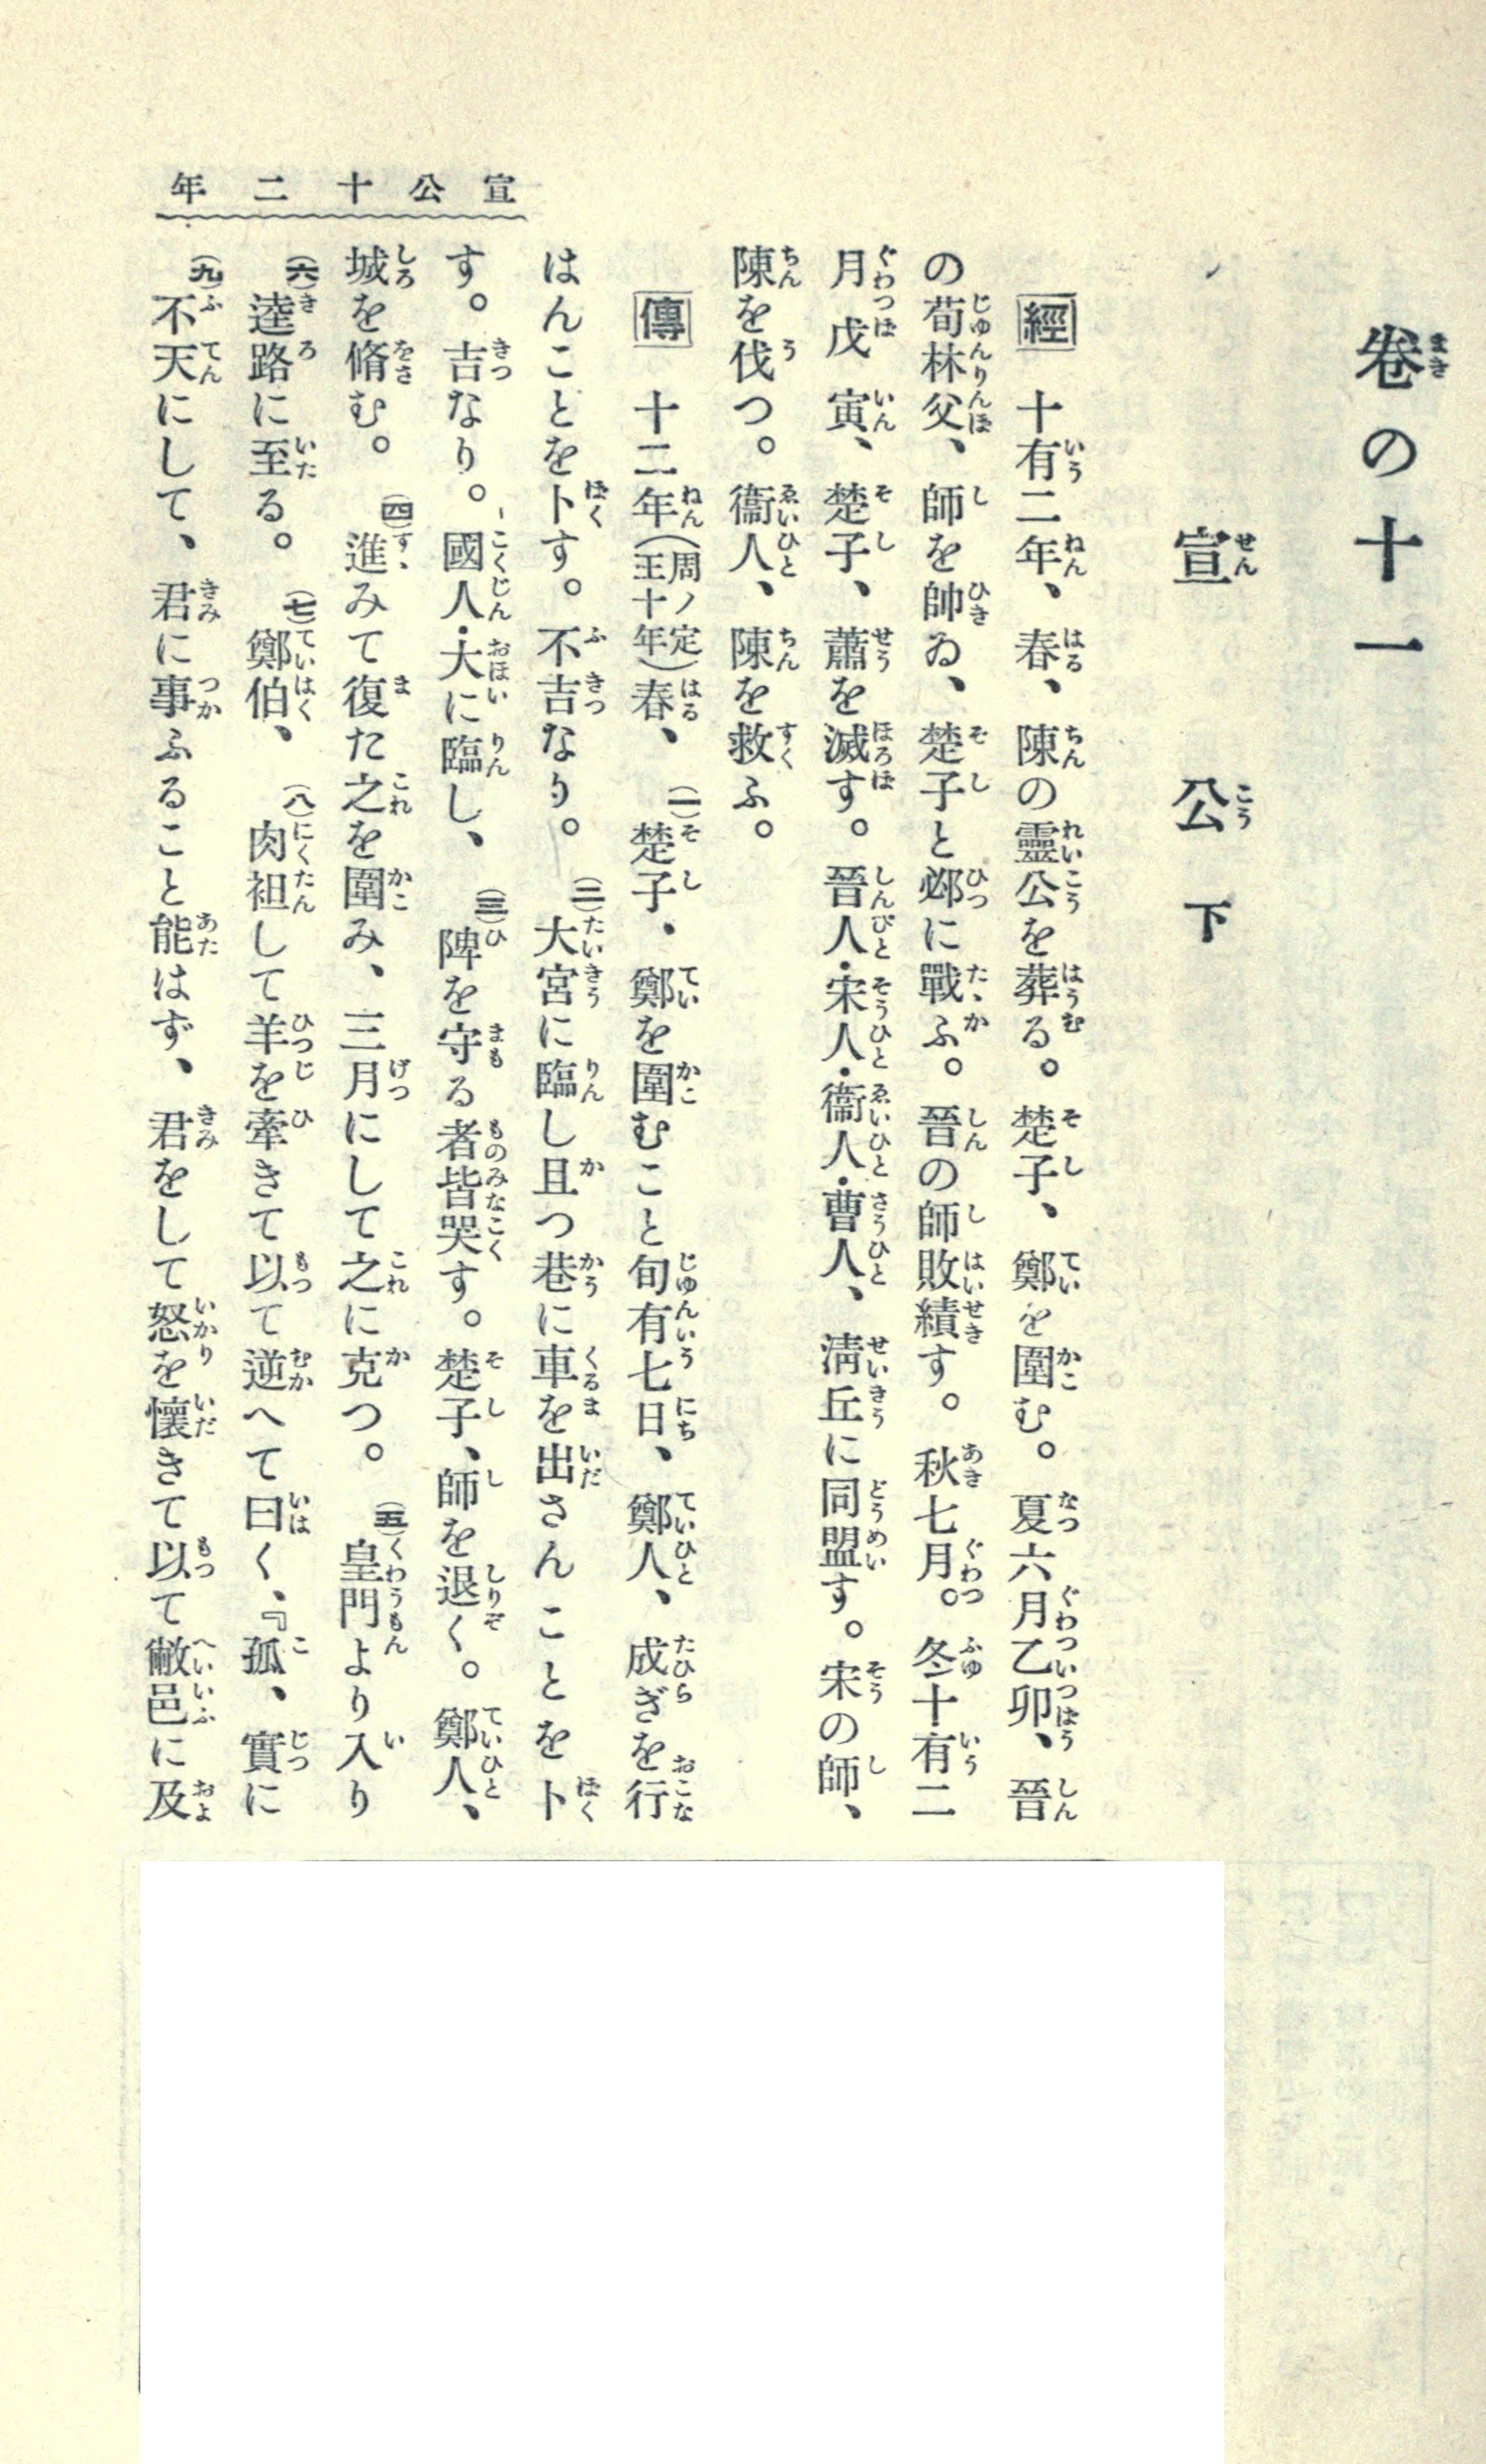 卷の十一
宣公下
經　十有二年、春、陳の靈公を葬る。楚子、鄭を圍む。夏六月乙卯、晉
の荀林父、師を帥ゐ、楚子と邲に戰ふ。晉の師敗績す。秋七月。冬十有二
月戊寅、楚子、蕭を滅す。晉人・宋人・衞人・曹人、淸丘に同盟す。宋の師、
陳を伐つ。衞人、陳を救ふ。
傳　十二年(周ノ定王十年)春、(一)楚子・鄭を圍むこと旬有七日、鄭人、成ぎを行
はんことを卜す。不吉なり。(二)大宮に臨し且つ巷に車を出さんことを卜
す。吉なり。國人・大に臨し、(三)陴を守る者皆哭す。楚子、師を退く。鄭人、
城を脩む。(四)進みて復た之を圍み、三月にして之に克つ。(五)皇門より入り
(六)逵路に至る。(七)鄭伯、(八)肉袒して羊を牽きて以て逆へて曰く、『孤、實に
(九)不天にして、君に事ふること能はず、君をして怒を懷きて以て敝邑に及
宣公十二年